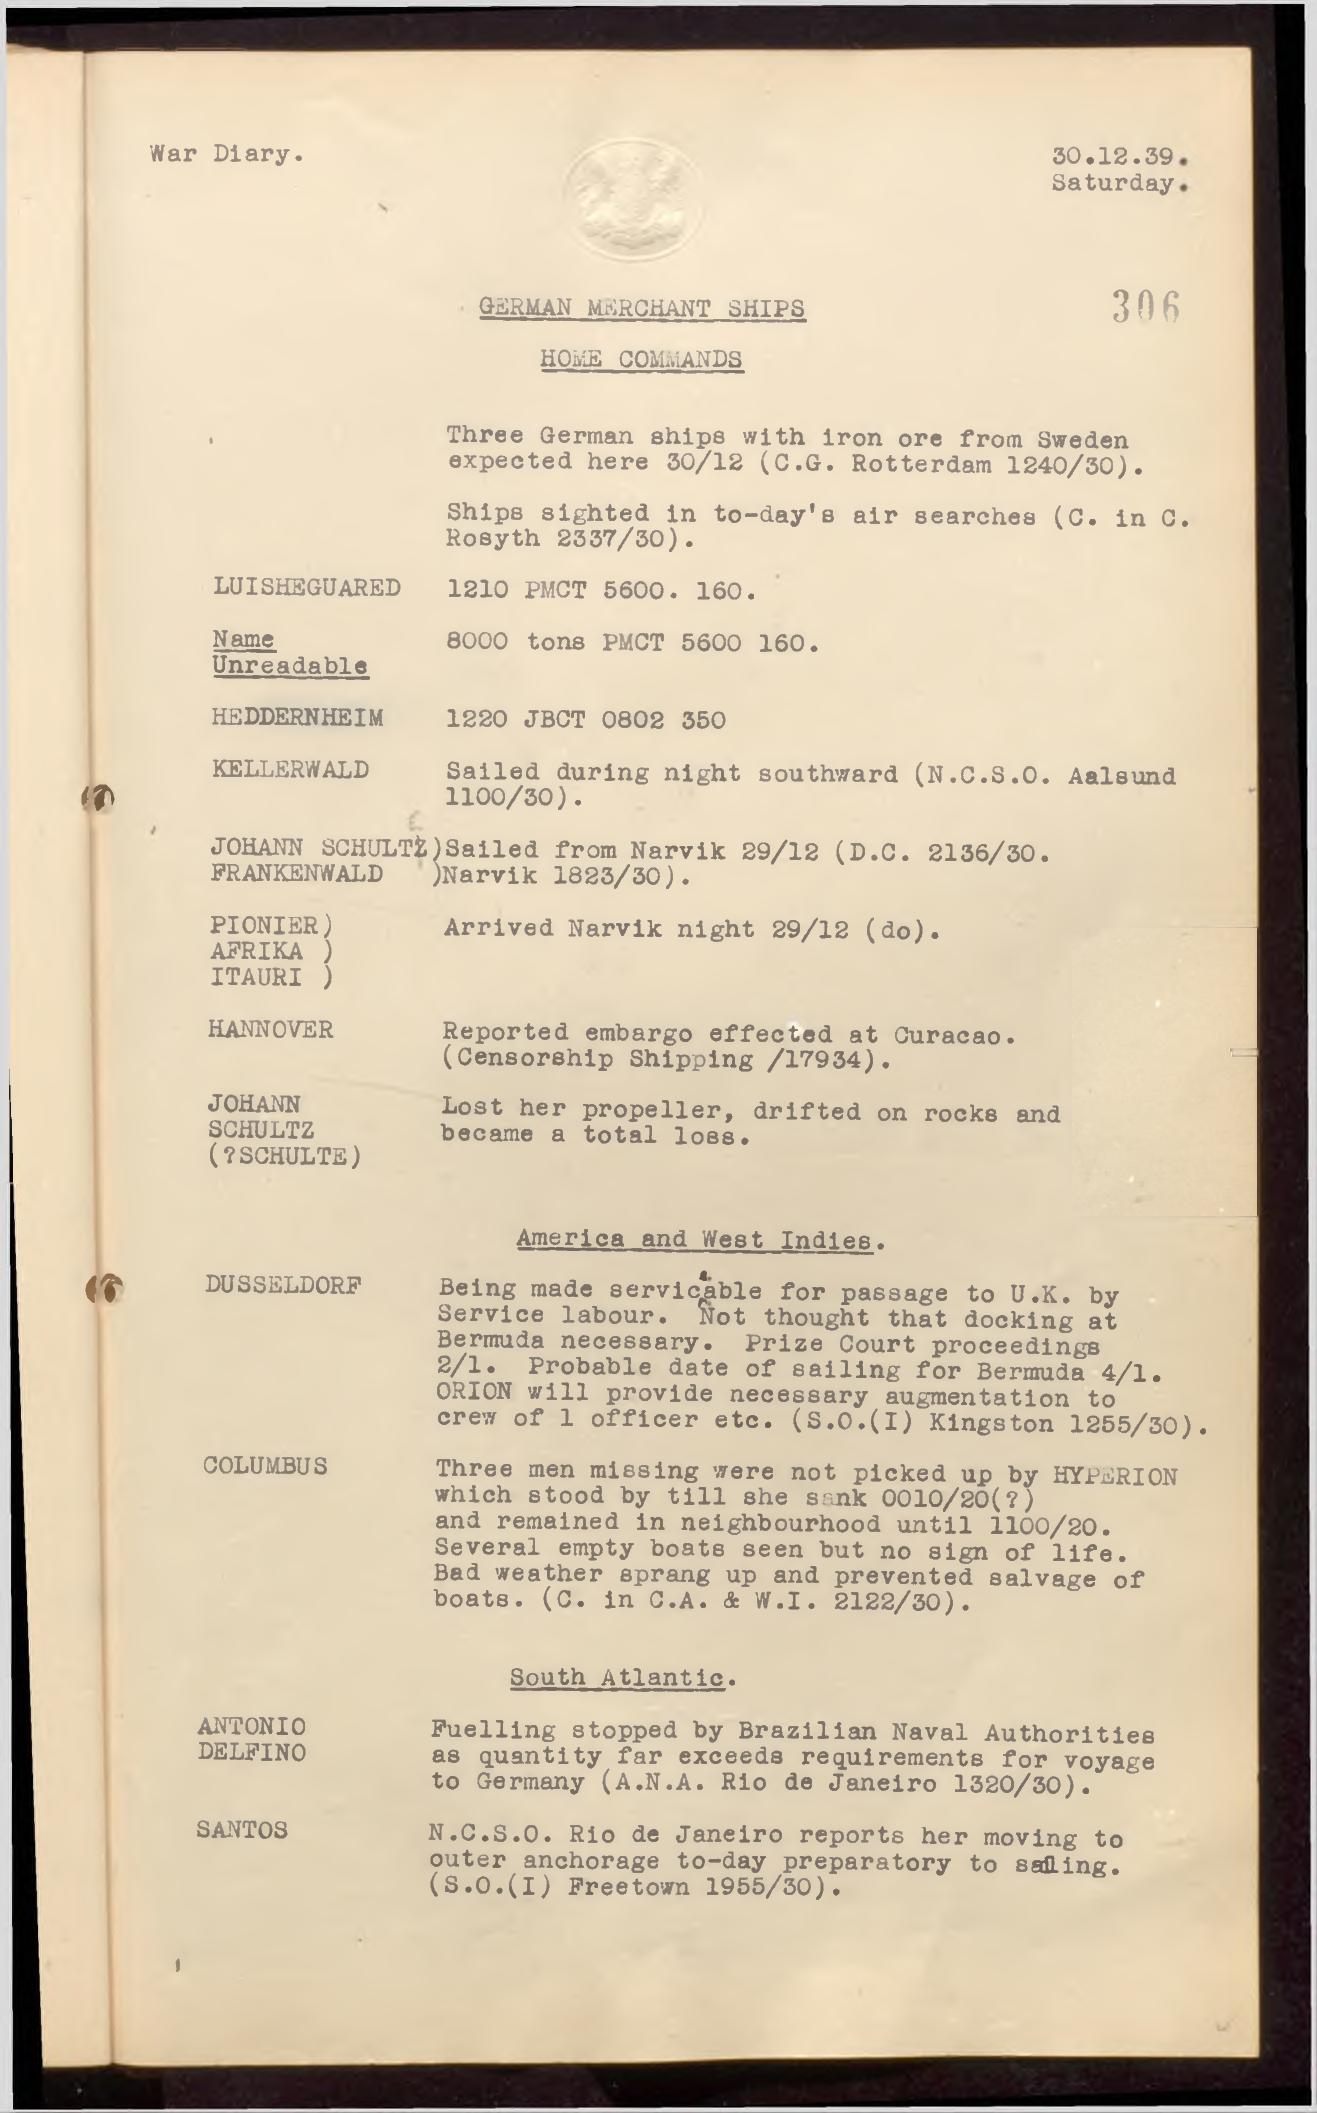 War Diary.
30.12.39.
Saturday.
306
GERMAN MERCHANT SHIPS
HOME COMMANDS
Three German ships with iron ore from Sweden
expected here 30/12 (C.G. Rotterdam 1240/30).
Ships sighted in to-day's air searches (C. in C.
Rosyth 2337/30).
LUISHEGUARED 1210 PMCT 5600. 160.
Name 8000 tons PMCT 5600 160.
Unreadable
HEDDERNHEIM 1220 JBCT 0802 350
KELLERWALD Sailed during night southward (N.C.S.O. Aalsund
1100/30).
JOHANN SCHULTZ)Sailed from Narvik 29/12 (D.C. 2136/30.
FRANKENWALD )Narvik 1823/30).
PIONIER) Arrived Narvik night 29/12 (do).
AFRIKA )
ITAURI )
HANNOVER Reported embargo effected at Curacao.
(Censorship Shipping /17934).
JOHANN Lost her propeller, drifted on rocks and
SCHULTZ became a total loss.
(?SCHULTE)
America and West Indies.
DUSSELDORF Being made serviceable for passage to U.K. by
Service labour. Not thought that docking at
Bermuda necessary. Prize Court proceedings
2/1. Probable date of sailing for Bermuda 4/1.
ORION will provide necessary augmentation to
crew of 1 officer etc. (S.O.(I) Kingston 1255/30).
COLUMBUS Three men missing were not picked up by HYPERION
which stood by till she sank 0010/20(?)
and remained in neighbourhood until 1100/20.
Several empty boats seen but no sign of life.
Bad weather sprang up and prevented salvage of
boats. (C. in C.A. & W.I. 2122/30).
South Atlantic.
ANTONIO Fuelling stopped by Brazilian Naval Authorities
DELFINO as quantity far exceeds requirements for voyage
to Germany (A.N.A. Rio de Janeiro 1320/30).
SANTOS N.C.S.O. Rio de Janeiro reports her moving to
outer anchorage to-day preparatory to sailing.
(S.O.(I) Freetown 1955/30).